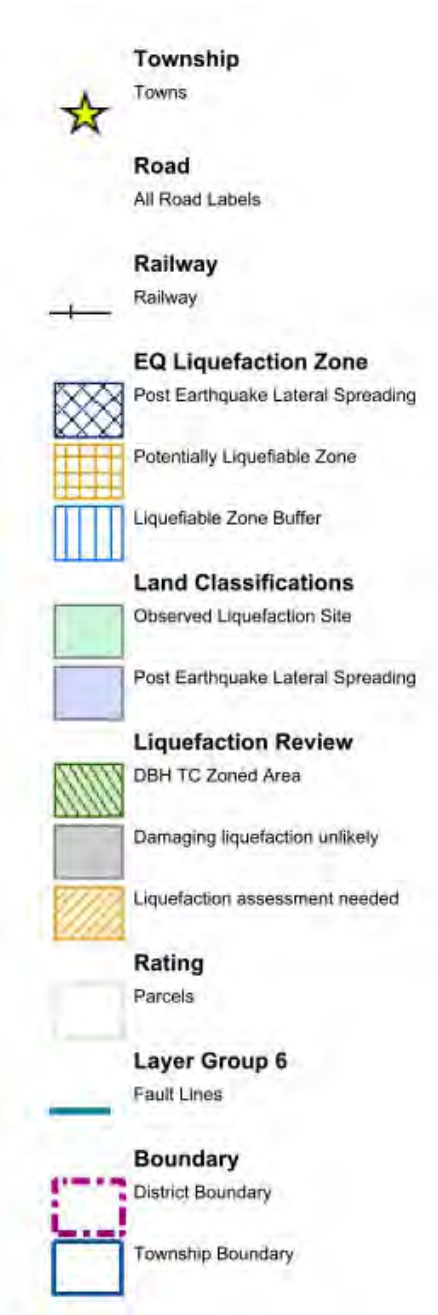 Township
Towns
Road
All Road Labels
Railway
Railway
EQ Liquefaction Zone
Post Earthquake Lateral Spreading
Potentially Liquefiable Zone
Liquefiable Zone Buffer
Land Classifications
Observed Liquefaction Site
Post Earthquake Lateral Spreading
Liquefaction Review
DBH TC Zoned Area
Damaging liquefaction unlikely
Liquefaction assessment needed
Rating
Parcels
Layer Group 6
Fault Lines
Boundary
District Boundary
Township Boundary